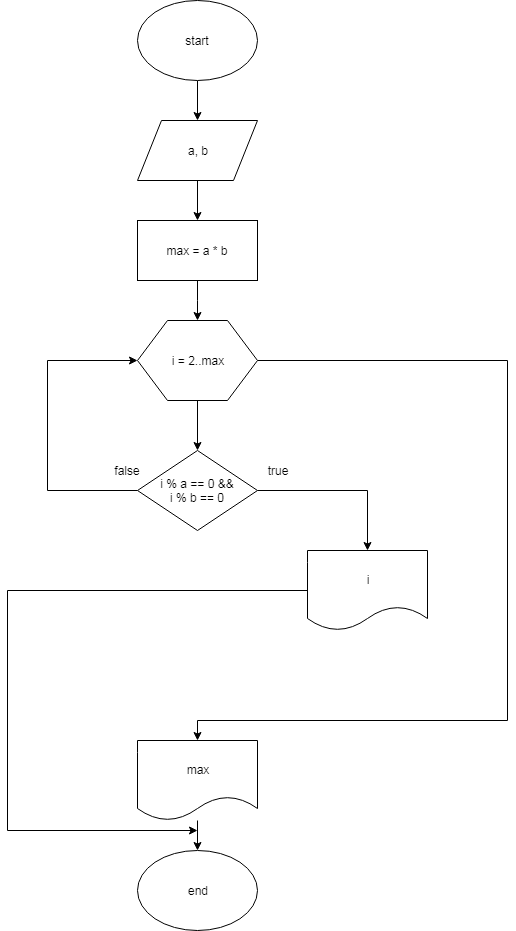 start
a, b
max = a * b
i = 2..max
false
true
i % a == 0 &&
i % b == 0
i
max
end